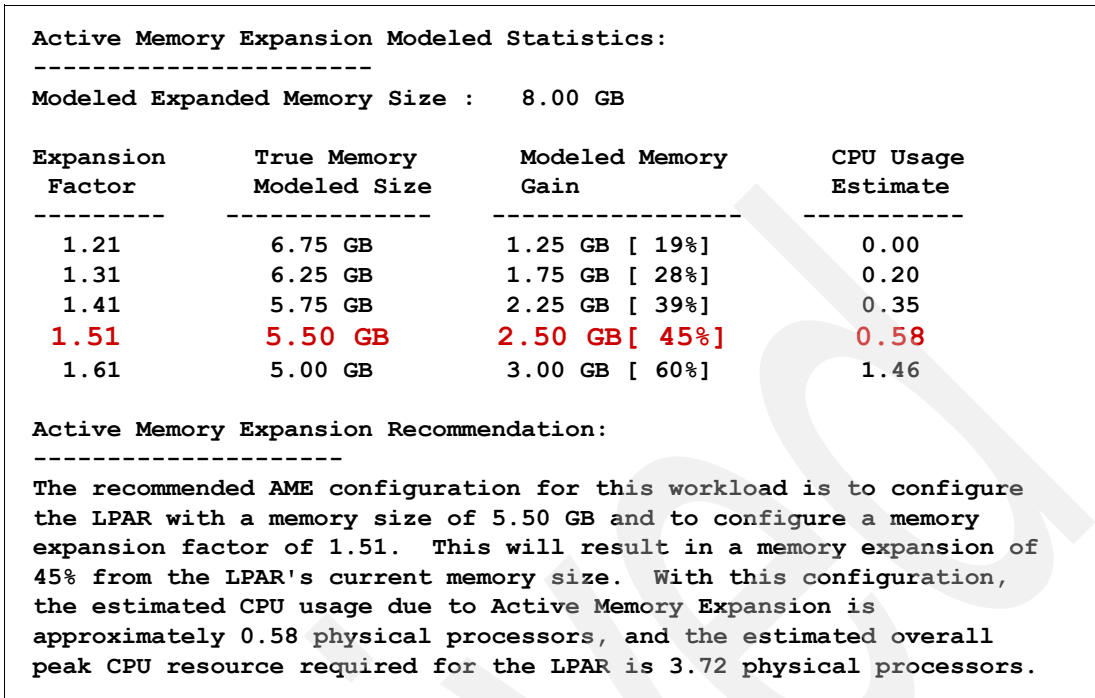 Active Memory Expansion Modeled Statistics:
-----------------------
Modeled Expanded Memory Size :   8.00 GB
Expansion      True Memory       Modeled Memory       CPU Usage
 Factor        Modeled Size      Gain                 Estimate
---------    --------------    -----------------    -----------
  1.21          6.75 GB         1.25 GB [ 19%]         0.00
  1.31          6.25 GB         1.75 GB [ 28%]         0.20
  1.41          5.75 GB         2.25 GB [ 39%]         0.35
  1.51          5.50 GB         2.50 GB[ 45%]          0.58
  1.61          5.00 GB         3.00 GB [ 60%]         1.46
Active Memory Expansion Recommendation:
---------------------
The recommended AME configuration for this workload is to configure
the LPAR with a memory size of 5.50 GB and to configure a memory
expansion factor of 1.51.  This will result in a memory expansion of
45% from the LPAR's current memory size.  With this configuration,
the estimated CPU usage due to Active Memory Expansion is
approximately 0.58 physical processors, and the estimated overall
peak CPU resource required for the LPAR is 3.72 physical processors.